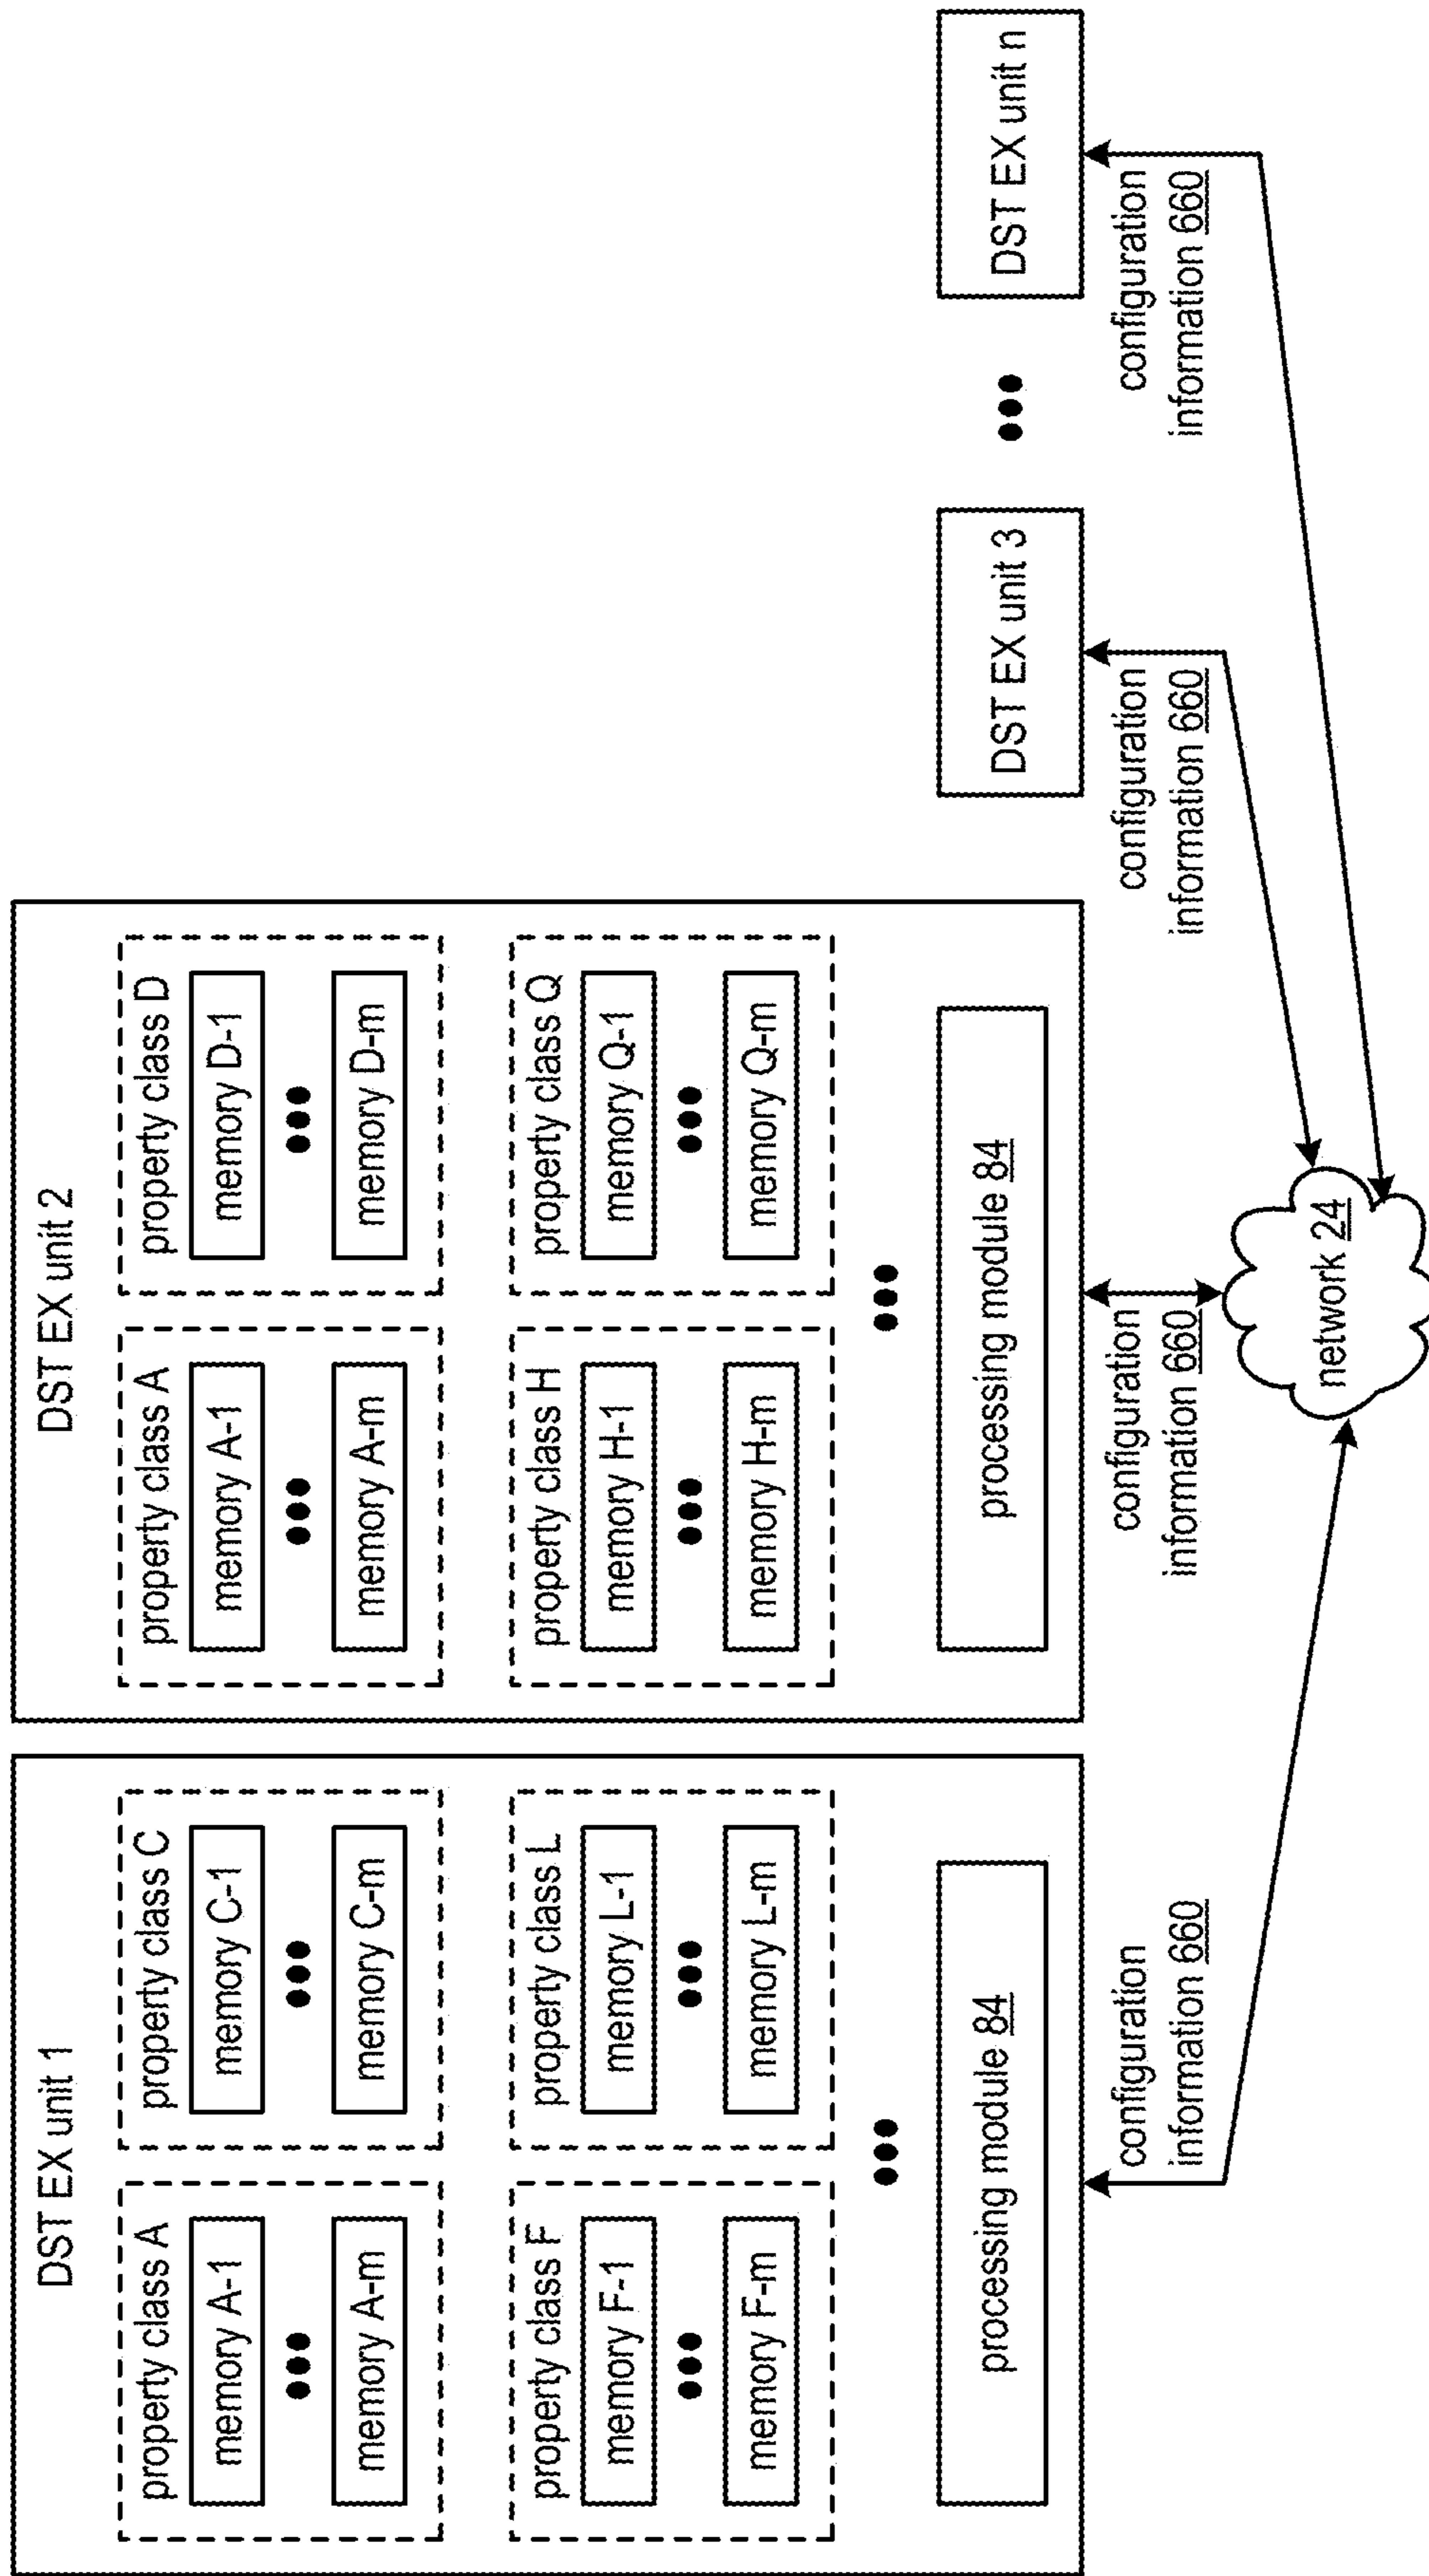 DST EX unit 1
property class A
memory A-1
memory A-m
property class C
memory C-1
memory C-m
property class F
memory F-1
memory F-m
property class L
memory L-1
memory L-m
processing module 84
configuration
information 660
DST EX unit 2
property class A
memory A-1
memory A-m
property class D
memory D-1
memory D-m
property class H
memory H-1
memory H-m
property class Q
memory Q-1
memory Q-m
processing module 84
configuration
information 660
DST EX unit 3
configuration
information 660
DST EX unit n
configuration
information 660
network 24